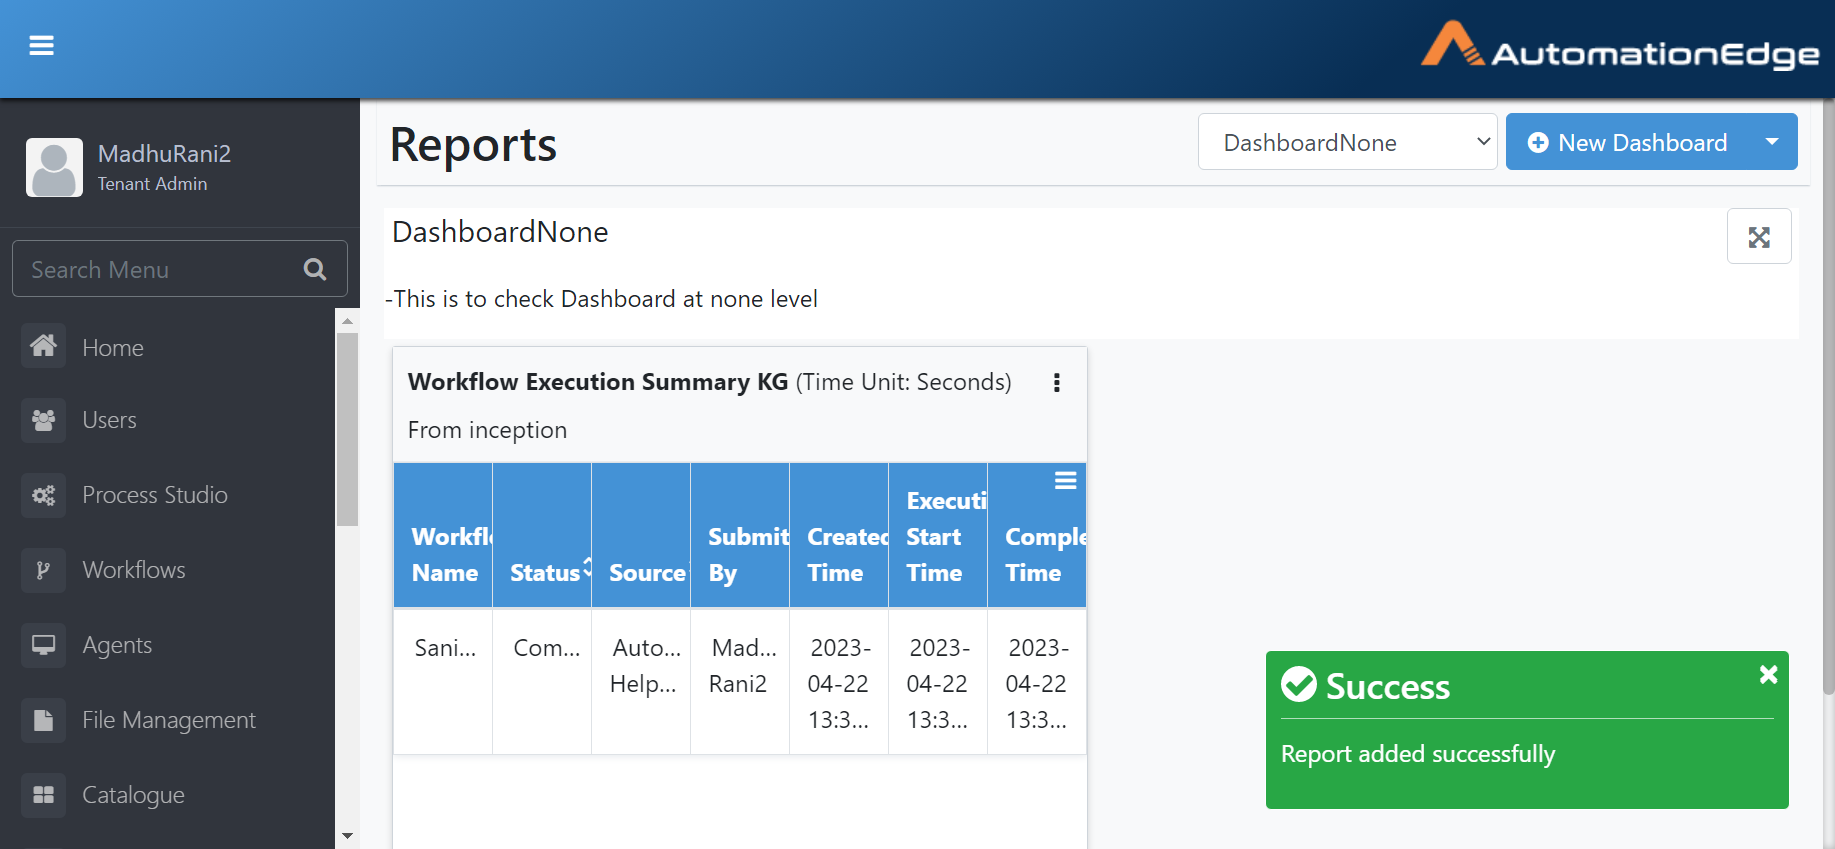 AutomationEdge
MadhuRani2
Tenant Admin
Search Menu
Home
Users
Process Studio
Workflows
Agents
File Management
Catalogue
Reports
DashboardNone
New Dashboard
DashboardNone
-This is to check Dashboard at none level
Workflow Execution Summary KG (Time Unit: Seconds)
From inception
Workfl
Name
Status
Source
Submit
By
Created
Time
Executi
Start
Time
Comple
Time
Sani...
Com...
Auto...
Help...
Mad...
Rani2
2023-
04-22
13:3...
2023-
04-22
13:3...
2023-
04-22
13:3...
Success
Report added successfully